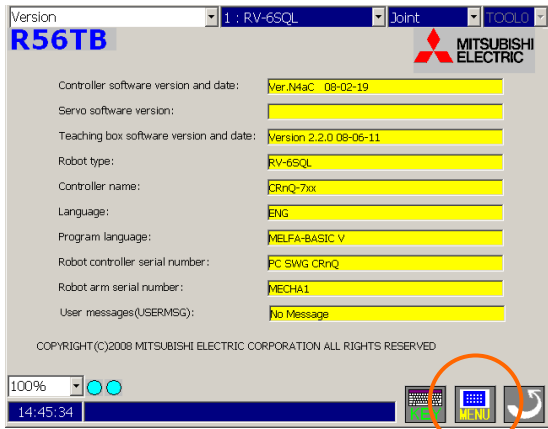 Version 1 : RV-6SQL Joint TOOL0
R56TB
MITSUBISHI
ELECTRIC
Controller software version and date: Ver.N4aC 08-02-19
Servo software version:
Teaching box software version and date: Version 2.2.0 08-06-11
Robot type: RV-6SQL
Controller name: CRnQ-7xx
Language: ENG
Program language: MELFA-BASIC V
Robot controller serial number: PC SWG CRnQ
Robot arm serial number: MECHA1
User messages(USERMSG): No Message
COPYRIGHT(C)2008 MITSUBISHI ELECTRIC CORPORATION ALL RIGHTS RESERVED
100%
14:45:34 KEY MENU